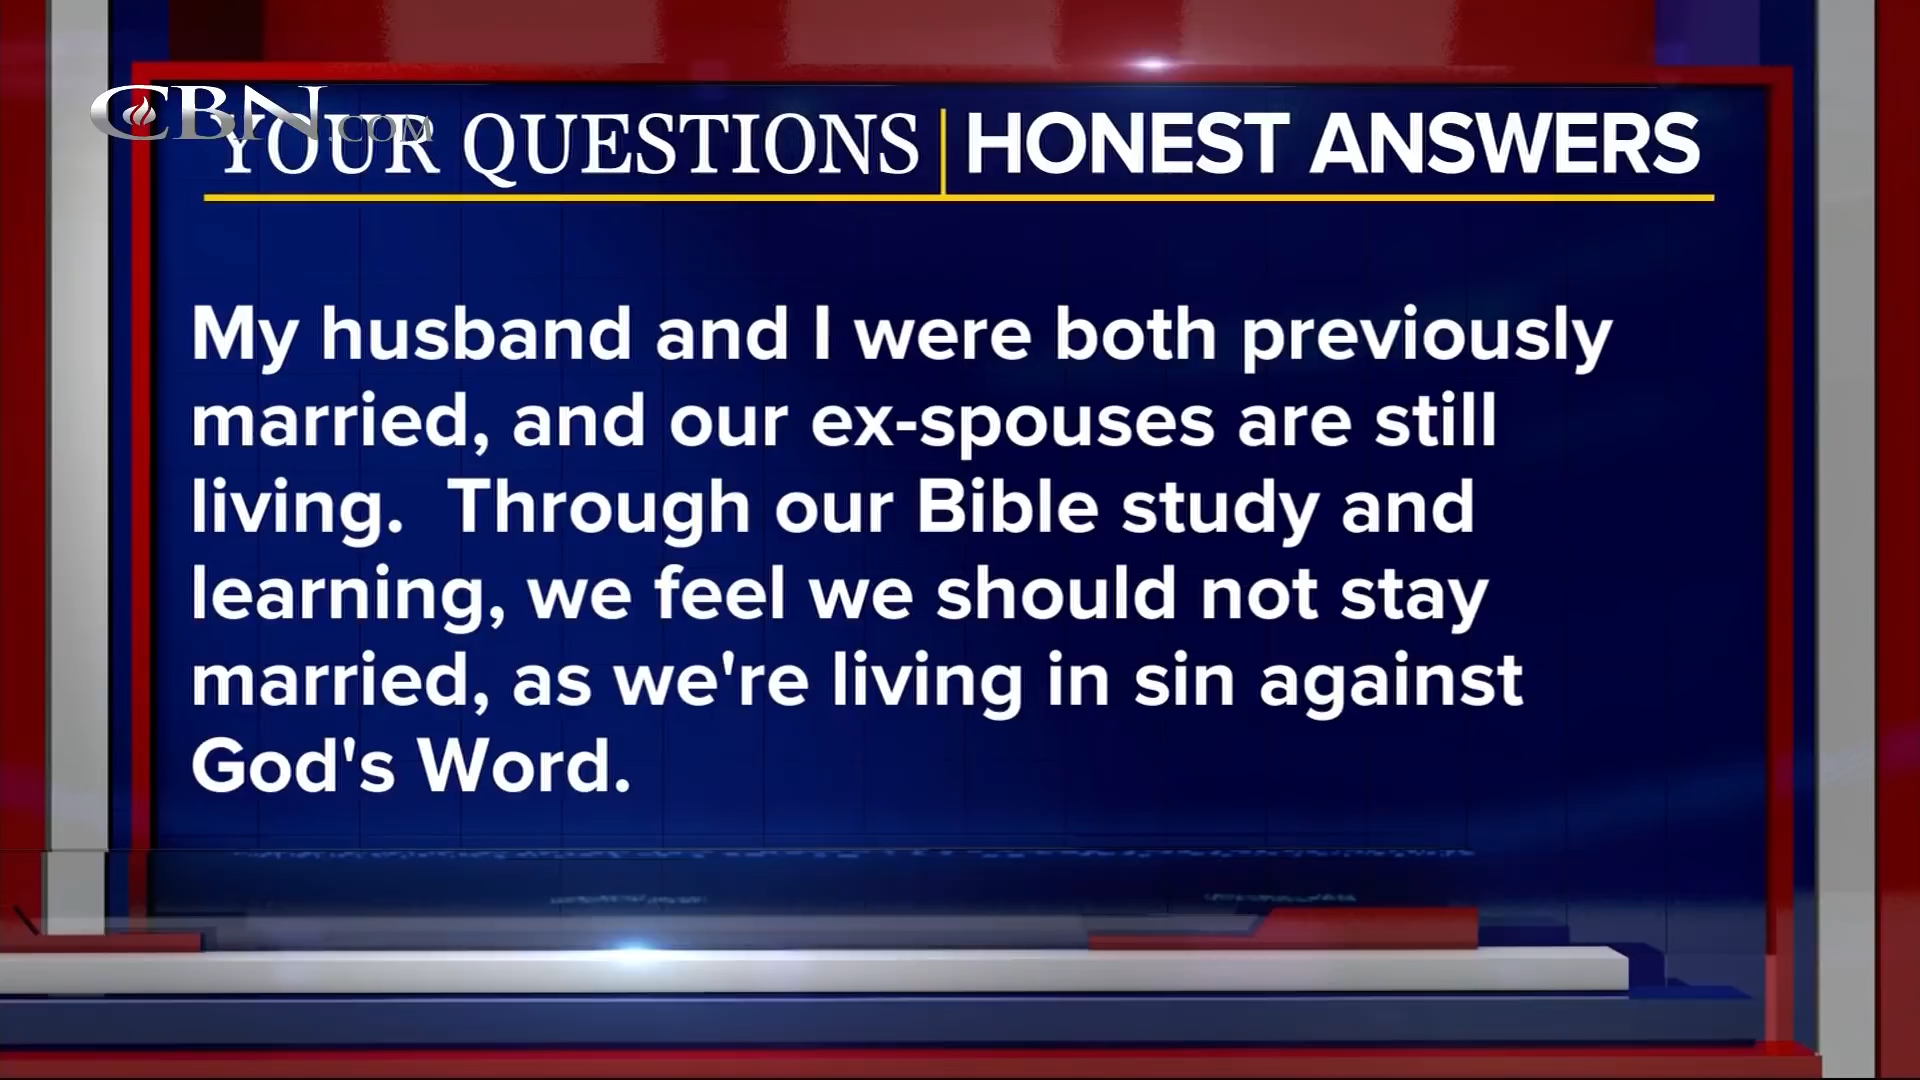 CBN.COM
YOUR QUESTIONS | HONEST ANSWERS
My husband and I were both previously
married, and our ex-spouses are still
living.  Through our Bible study and
learning, we feel we should not stay
married, as we're living in sin against
God's Word.